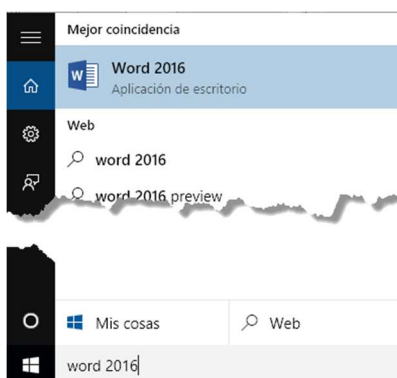 Mejor coincidencia
Word 2016
Aplicación de escritorio
Web
word 2016
word 2016 preview
Mis cosas
Web
word 2016